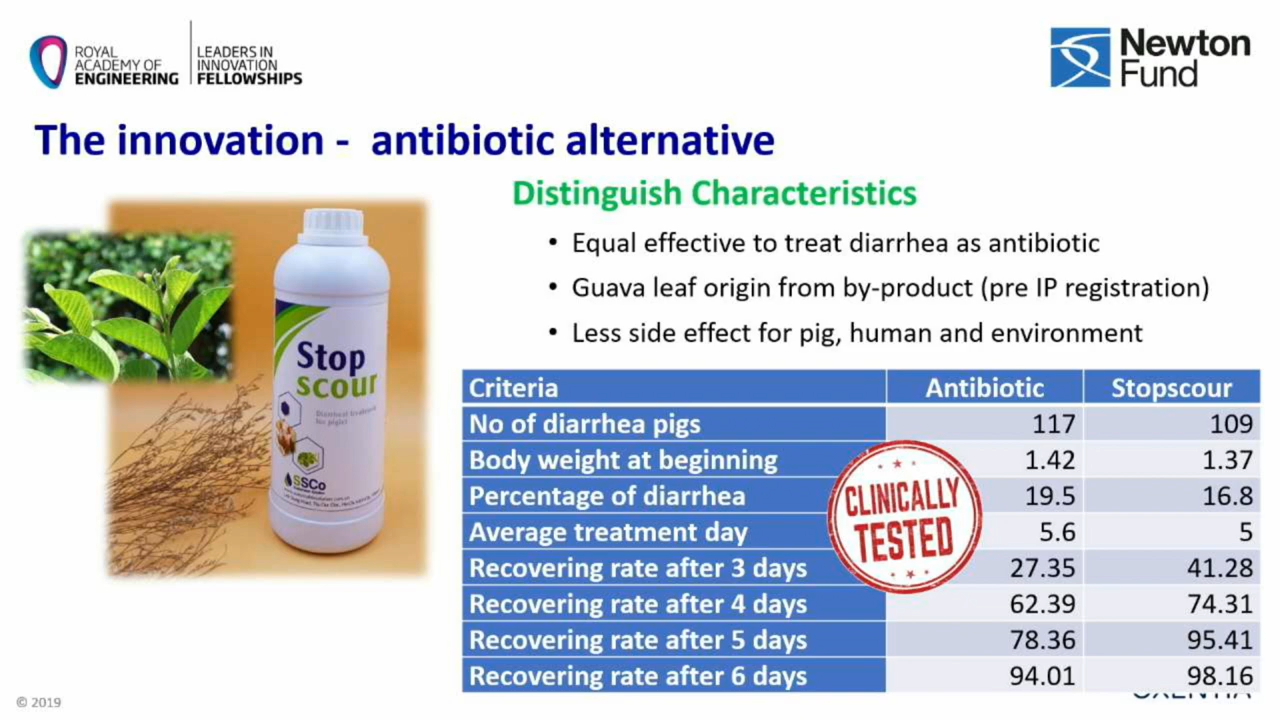 ROYAL
ACADEMY OF
ENGINEERING
LEADERS IN
INNOVATION
FELLOWSHIPS
Newton
Fund
The innovation - antibiotic alternative
Distinguish Characteristics
• Equal effective to treat diarrhea as antibiotic
• Guava leaf origin from by-product (pre IP registration)
• Less side effect for pig, human and environment
Stop
scour
SSCo
Criteria Antibiotic Stopscour
No of diarrhea pigs 117 109
Body weight at beginning 1.42 1.37
Percentage of diarrhea 19.5 16.8
Average treatment day 5.6 5
Recovering rate after 3 days 27.35 41.28
Recovering rate after 4 days 62.39 74.31
Recovering rate after 5 days 78.36 95.41
Recovering rate after 6 days 94.01 98.16
CLINICALLY
TESTED
© 2019